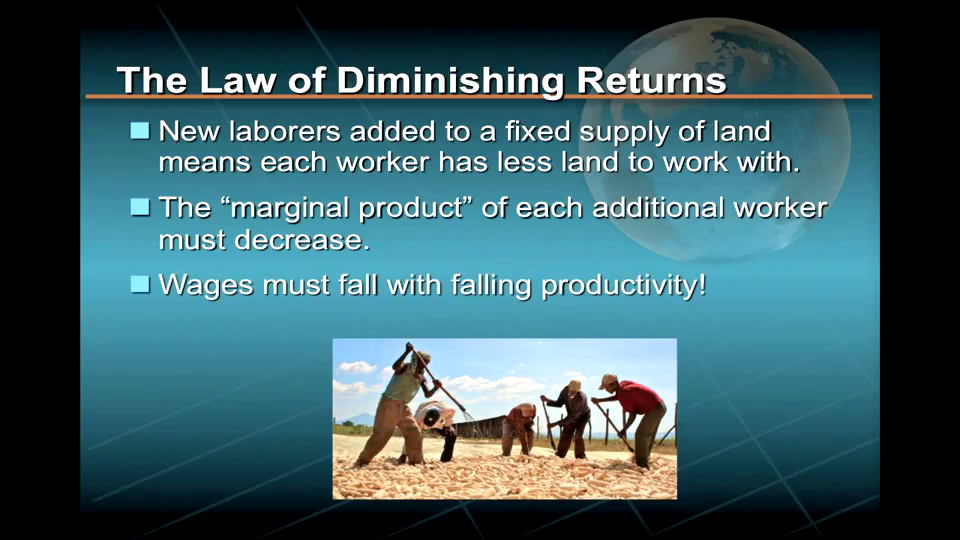 The Law of Diminishing Returns
New laborers added to a fixed supply of land
means each worker has less land to work with.
The “marginal product” of each additional worker
must decrease.
Wages must fall with falling productivity!